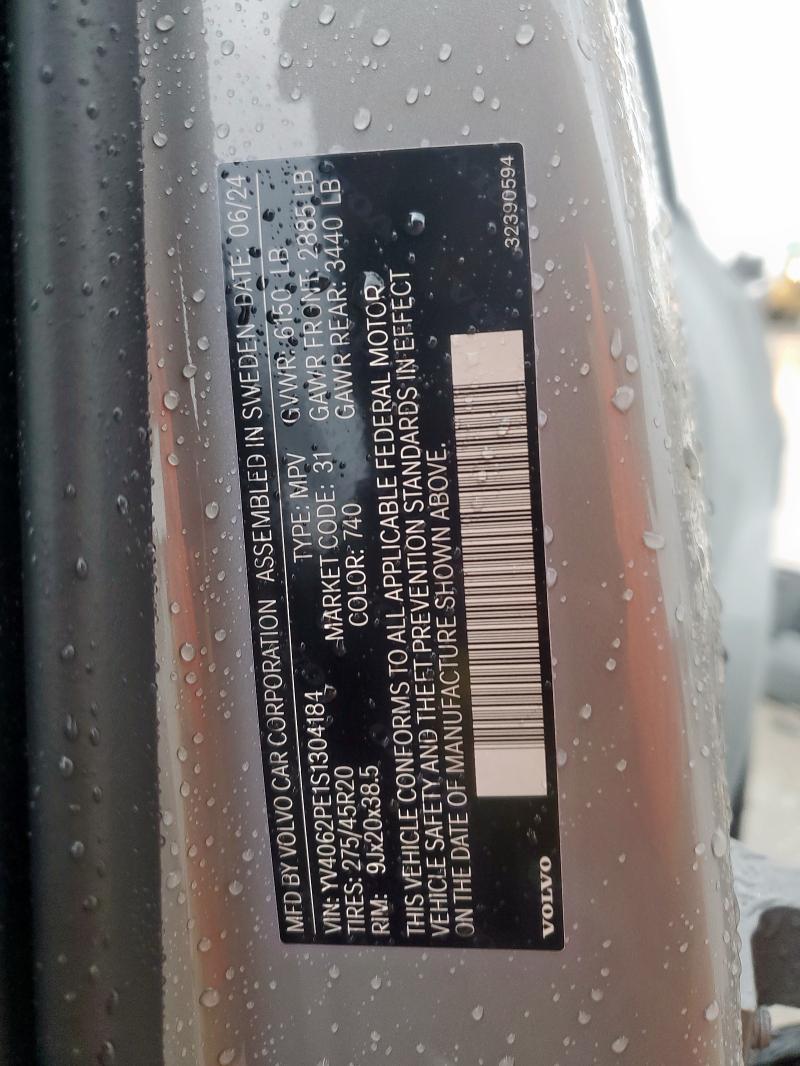 MFD BY VOLVO CAR CORPORATION ASSEMBLED IN SWEDEN DATE: 06/24
VIN: YV4062PE1S1304184 TYPE: MPV GVWR: 6150 LB
TIRES: 275/45R20 MARKET CODE: 31 GAWR FRONT: 2885 LB
RIM: 9Jx20x38.5 COLOR: 740 GAWR REAR: 3440 LB
THIS VEHICLE CONFORMS TO ALL APPLICABLE FEDERAL MOTOR
VEHICLE SAFETY AND THEFT PREVENTION STANDARDS IN EFFECT
ON THE DATE OF MANUFACTURE SHOWN ABOVE.
VOLVO 32390594